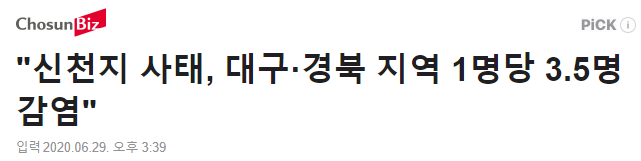 ChosunBiz
PiCK i
"신천지 사태, 대구·경북 지역 1명당 3.5명
감염"
입력 2020.06.29. 오후 3:39